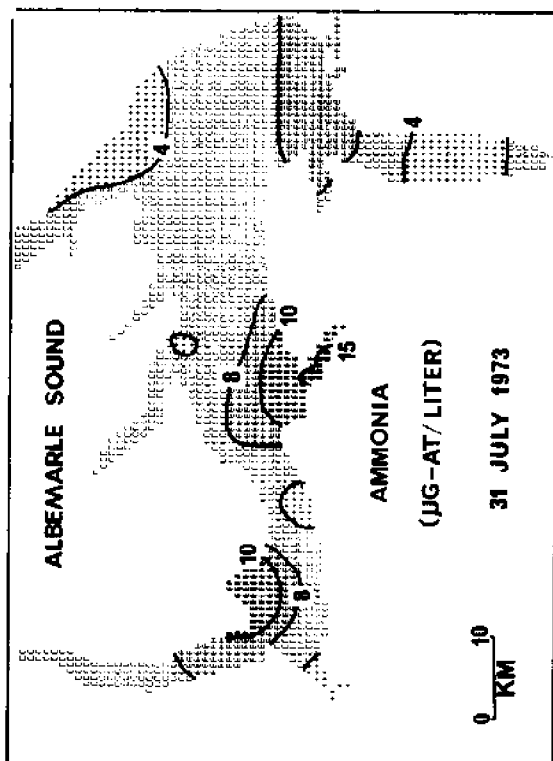 ALBEMARLE SOUND
4
4
8
10
15
10
8
AMMONIA
(µG-AT/LITER)
31 JULY 1973
0 10
KM